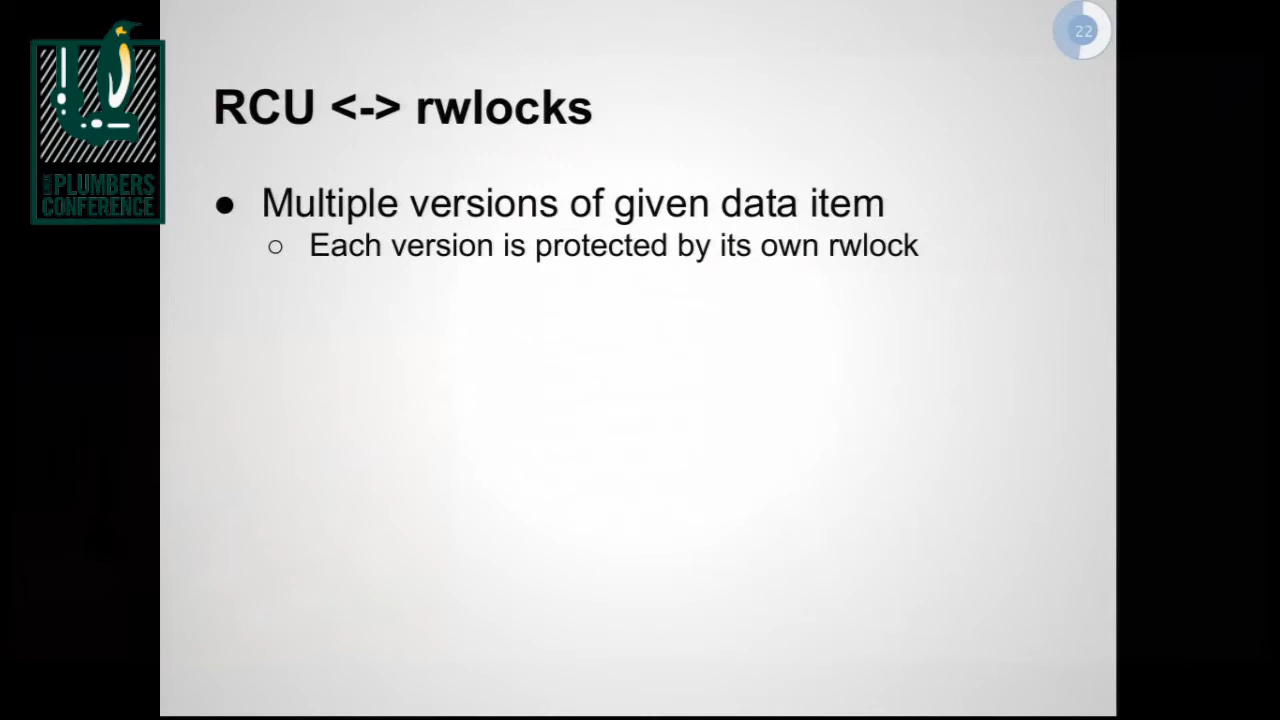 22
RCU <-> rwlocks
● Multiple versions of given data item
○ Each version is protected by its own rwlock
LINUX
PLUMBERS
CONFERENCE